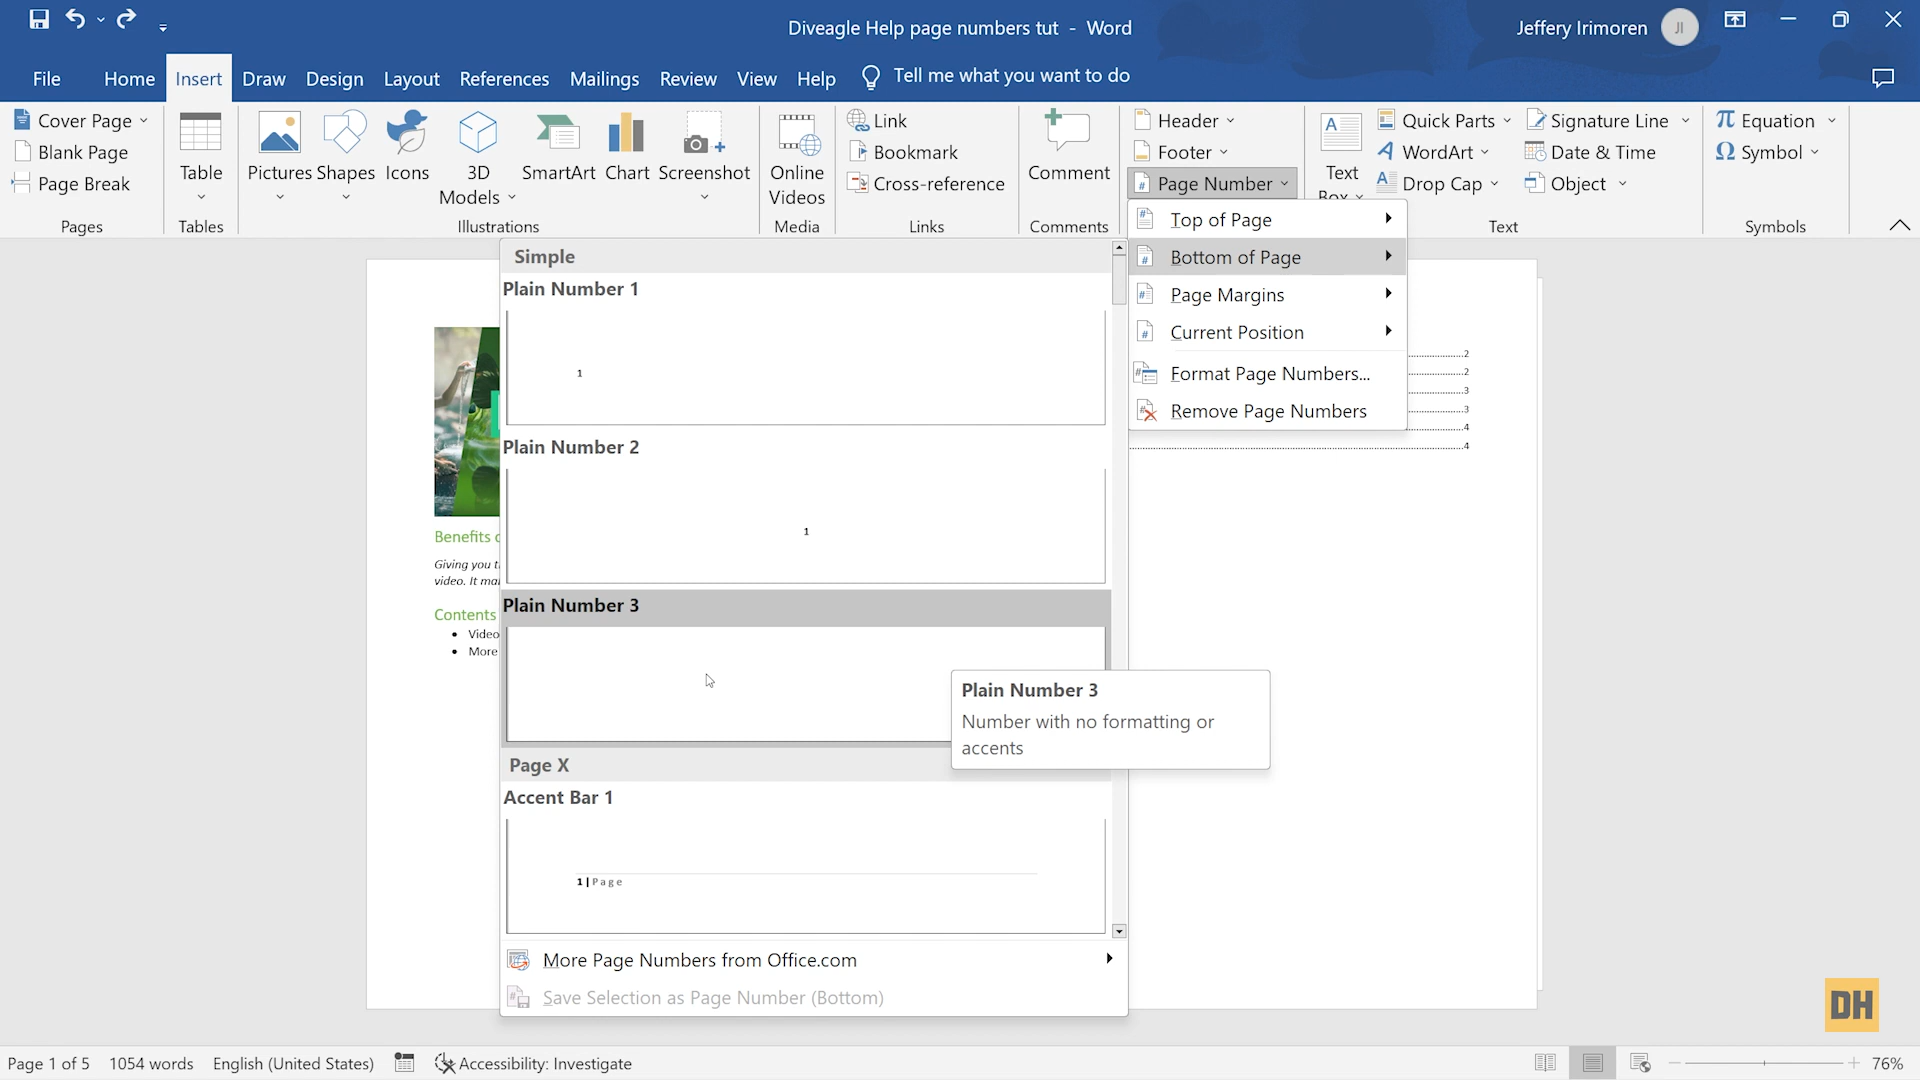 Diveagle Help page numbers tut - Word
Jeffery Irimoren
JI
File Home Insert Draw Design Layout References Mailings Review View Help Tell me what you want to do
Cover Page
Blank Page
Page Break
Pages
Table
Tables
Pictures Shapes Icons 3D Models SmartArt Chart Screenshot
Illustrations
Online Videos
Media
Link
Bookmark
Cross-reference
Links
Comment
Comments
Header
Footer
Page Number
Text Box
Quick Parts
WordArt
Drop Cap
Signature Line
Date & Time
Object
Text
Equation
Symbol
Symbols
Top of Page
Bottom of Page
Page Margins
Current Position
Format Page Numbers...
Remove Page Numbers
Simple
Plain Number 1
1
Plain Number 2
1
Plain Number 3
Plain Number 3
Number with no formatting or
accents
Page X
Accent Bar 1
1 | Page
More Page Numbers from Office.com
Save Selection as Page Number (Bottom)
Benefits
Giving you
video. It
Contents
• Video
• More
2
2
3
3
4
4
DH
Page 1 of 5 1054 words English (United States) Accessibility: Investigate 76%